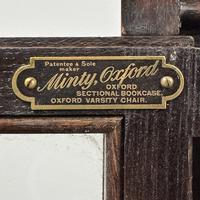 Patentee & Sole
maker
Minty, Oxford
OXFORD
SECTIONAL BOOKCASE.
OXFORD VARSITY CHAIR.